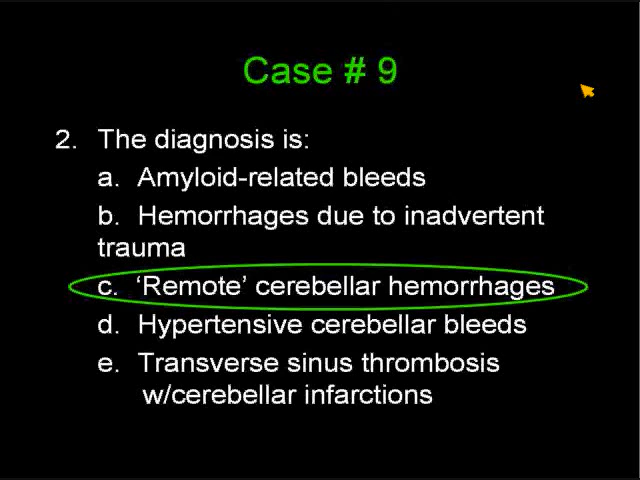 Case # 9
2. The diagnosis is:
a. Amyloid-related bleeds
b. Hemorrhages due to inadvertent
trauma
c. ‘Remote’ cerebellar hemorrhages
d. Hypertensive cerebellar bleeds
e. Transverse sinus thrombosis
w/cerebellar infarctions